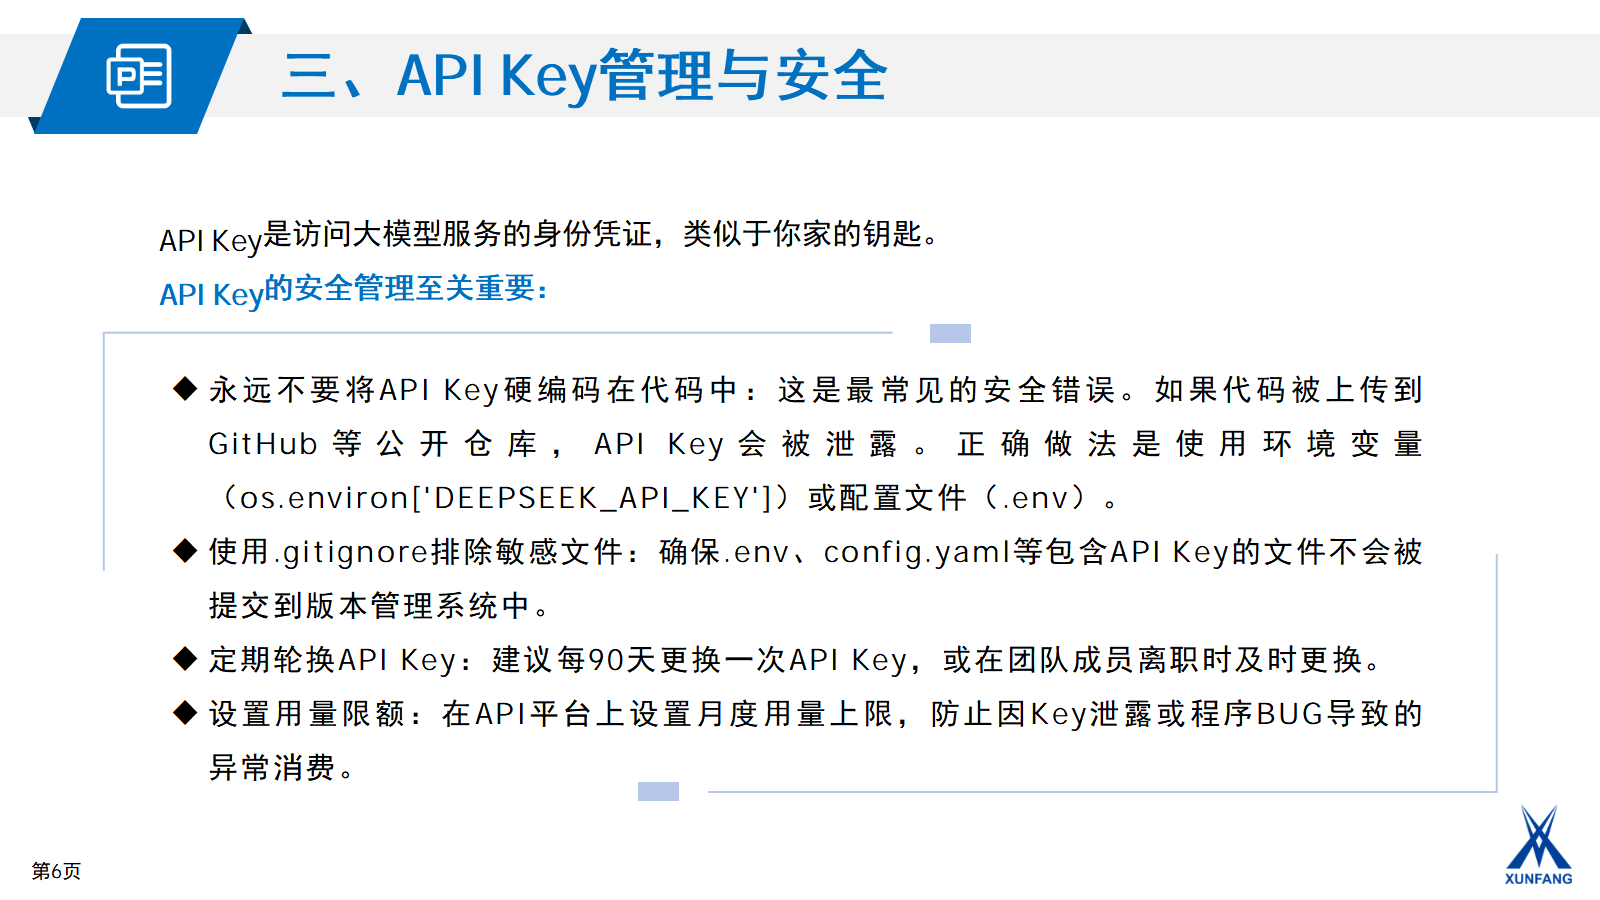 三、API Key管理与安全
API Key是访问大模型服务的身份凭证，类似于你家的钥匙。
API Key的安全管理至关重要：
◆ 永远不要将API Key硬编码在代码中：这是最常见的安全错误。如果代码被上传到
GitHub等公开仓库，API Key会被泄露。正确做法是使用环境变量
（os.environ['DEEPSEEK_API_KEY']）或配置文件（.env）。
◆ 使用.gitignore排除敏感文件：确保.env、config.yaml等包含API Key的文件不会被
提交到版本管理系统中。
◆ 定期轮换API Key：建议每90天更换一次API Key，或在团队成员离职时及时更换。
◆ 设置用量限额：在API平台上设置月度用量上限，防止因Key泄露或程序BUG导致的
异常消费。
第6页
XUNFANG